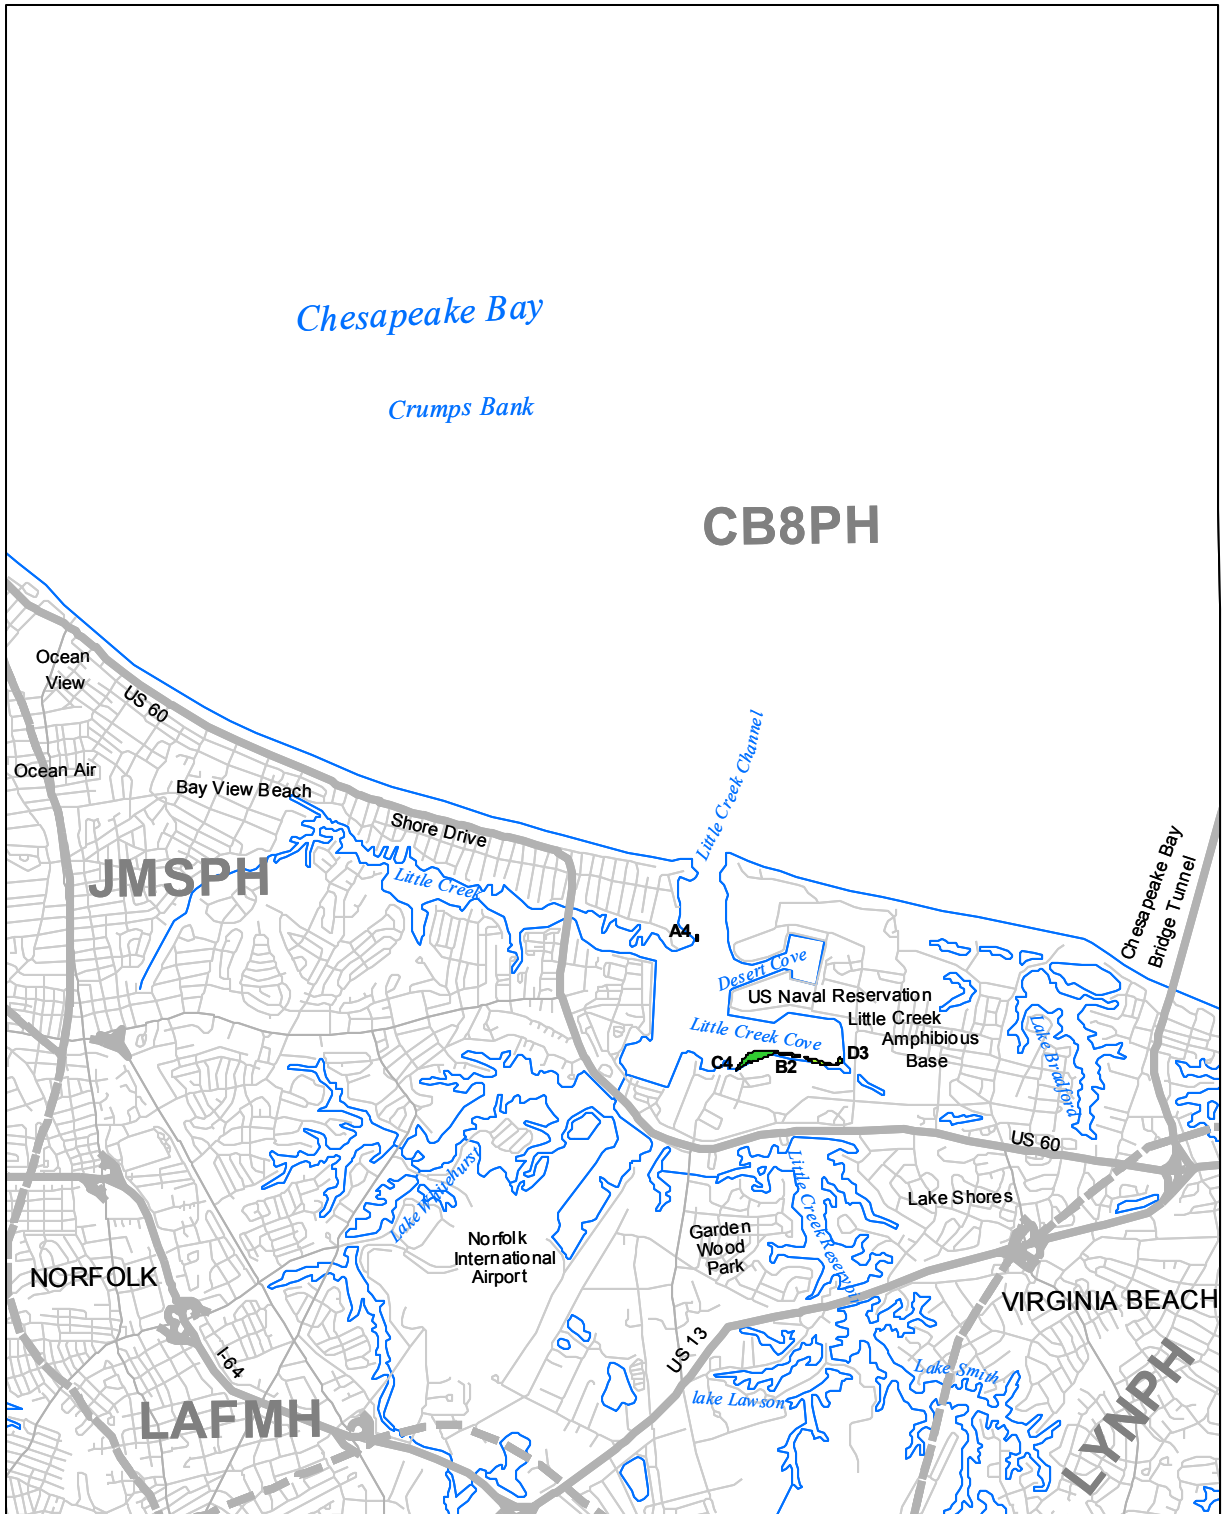 Chesapeake Bay
Crumps Bank
CB8PH
Ocean
View
US 60
Ocean Air
Bay View Beach
Shore Drive
Little Creek Channel
Chesapeake Bay
Bridge Tunnel
JMSPH
Little Creek
A4
Desert Cove
US Naval Reservation
Little Creek
Amphibious
Base
Little Creek Cove
Lake Bradford
C4
B2
D3
US 60
Lake Whitehurst
Little Creek Reservoir
Lake Shores
Garden
Wood
Park
Norfolk
International
Airport
NORFOLK
VIRGINIA BEACH
I-64
US 13
Lake Smith
lake Lawson
LAFMH
LYNPH